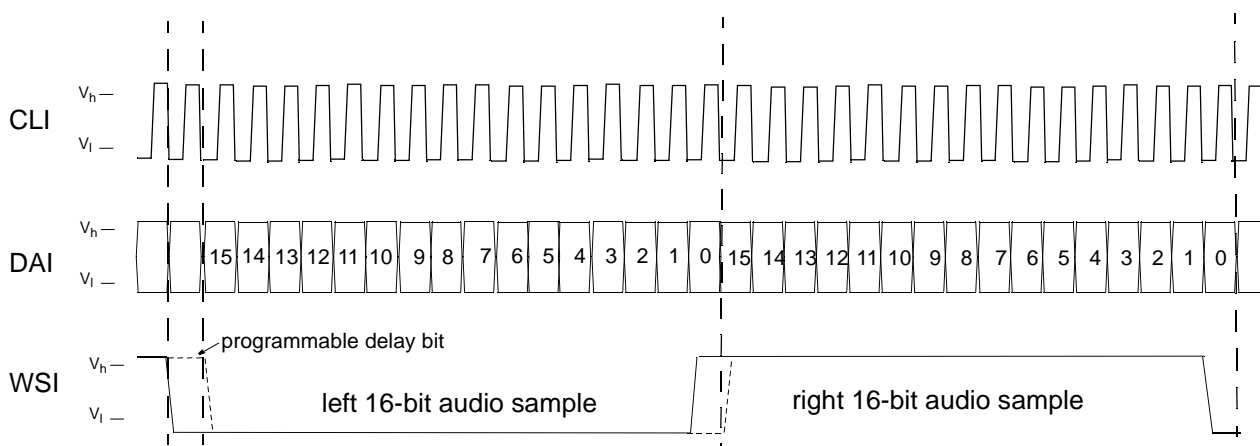 CLI
Vh
Vl
DAI
Vh
Vl
15 14 13 12 11 10 9 8 7 6 5 4 3 2 1 0 15 14 13 12 11 10 9 8 7 6 5 4 3 2 1 0
programmable delay bit
WSI
Vh
Vl
left 16-bit audio sample
right 16-bit audio sample